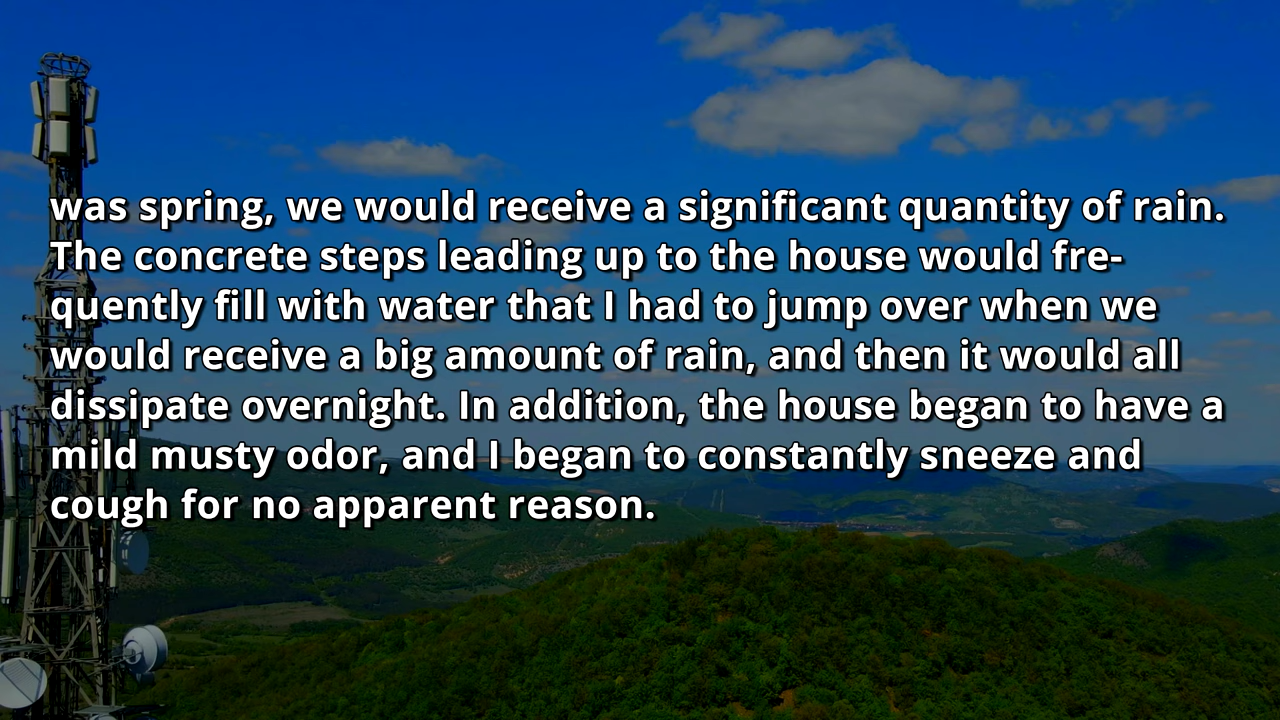 was spring, we would receive a significant quantity of rain.
The concrete steps leading up to the house would fre-
quently fill with water that I had to jump over when we
would receive a big amount of rain, and then it would all
dissipate overnight. In addition, the house began to have a
mild musty odor, and I began to constantly sneeze and
cough for no apparent reason.